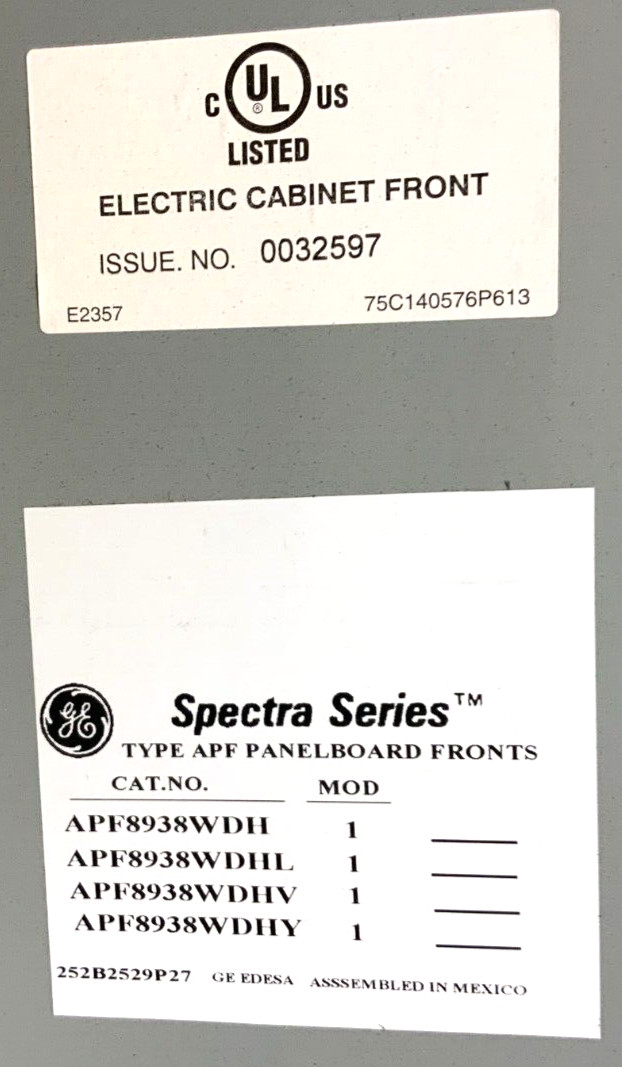 C UL ® US
LISTED
ELECTRIC CABINET FRONT
ISSUE. NO. 0032597
E2357 75C140576P613
GE Spectra Series™
TYPE APF PANELBOARD FRONTS
CAT.NO. MOD
APF8938WDH 1
APF8938WDHL 1
APF8938WDHV 1
APF8938WDHY 1
252B2529P27 GE EDESA ASSSEMBLED IN MEXICO